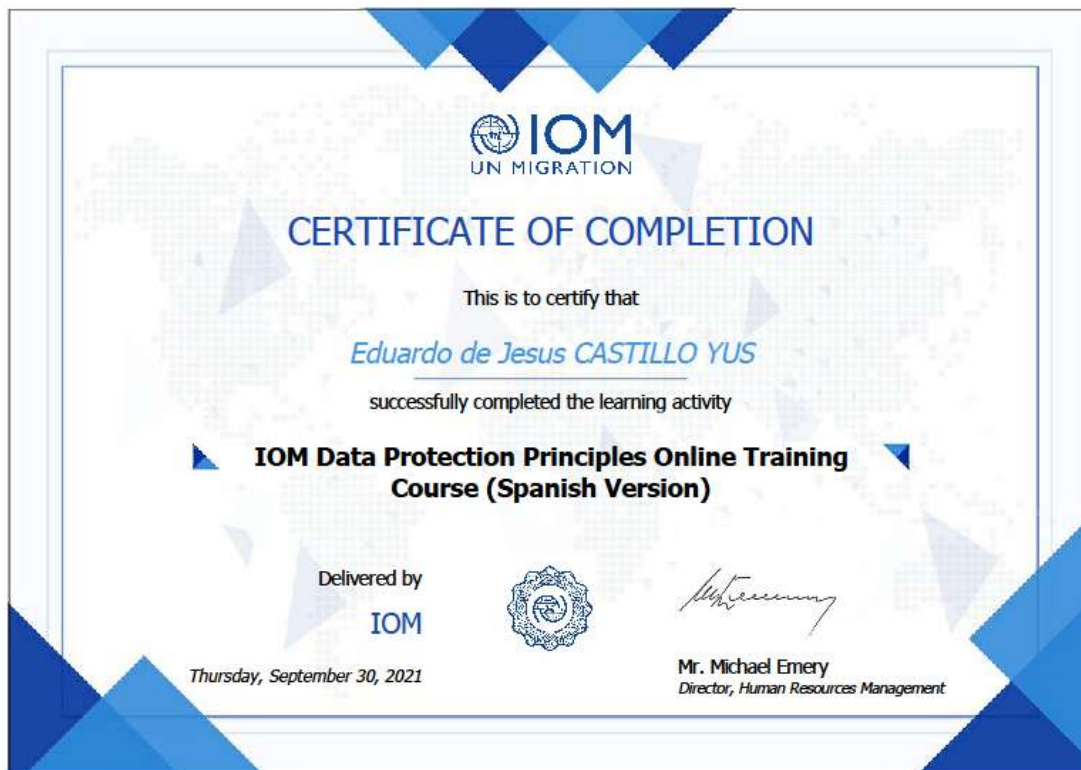 IOM
UN MIGRATION
CERTIFICATE OF COMPLETION
This is to certify that
Eduardo de Jesus CASTILLO YUS
successfully completed the learning activity
IOM Data Protection Principles Online Training
Course (Spanish Version)
Delivered by
IOM
Thursday, September 30, 2021
Mr. Michael Emery
Director, Human Resources Management